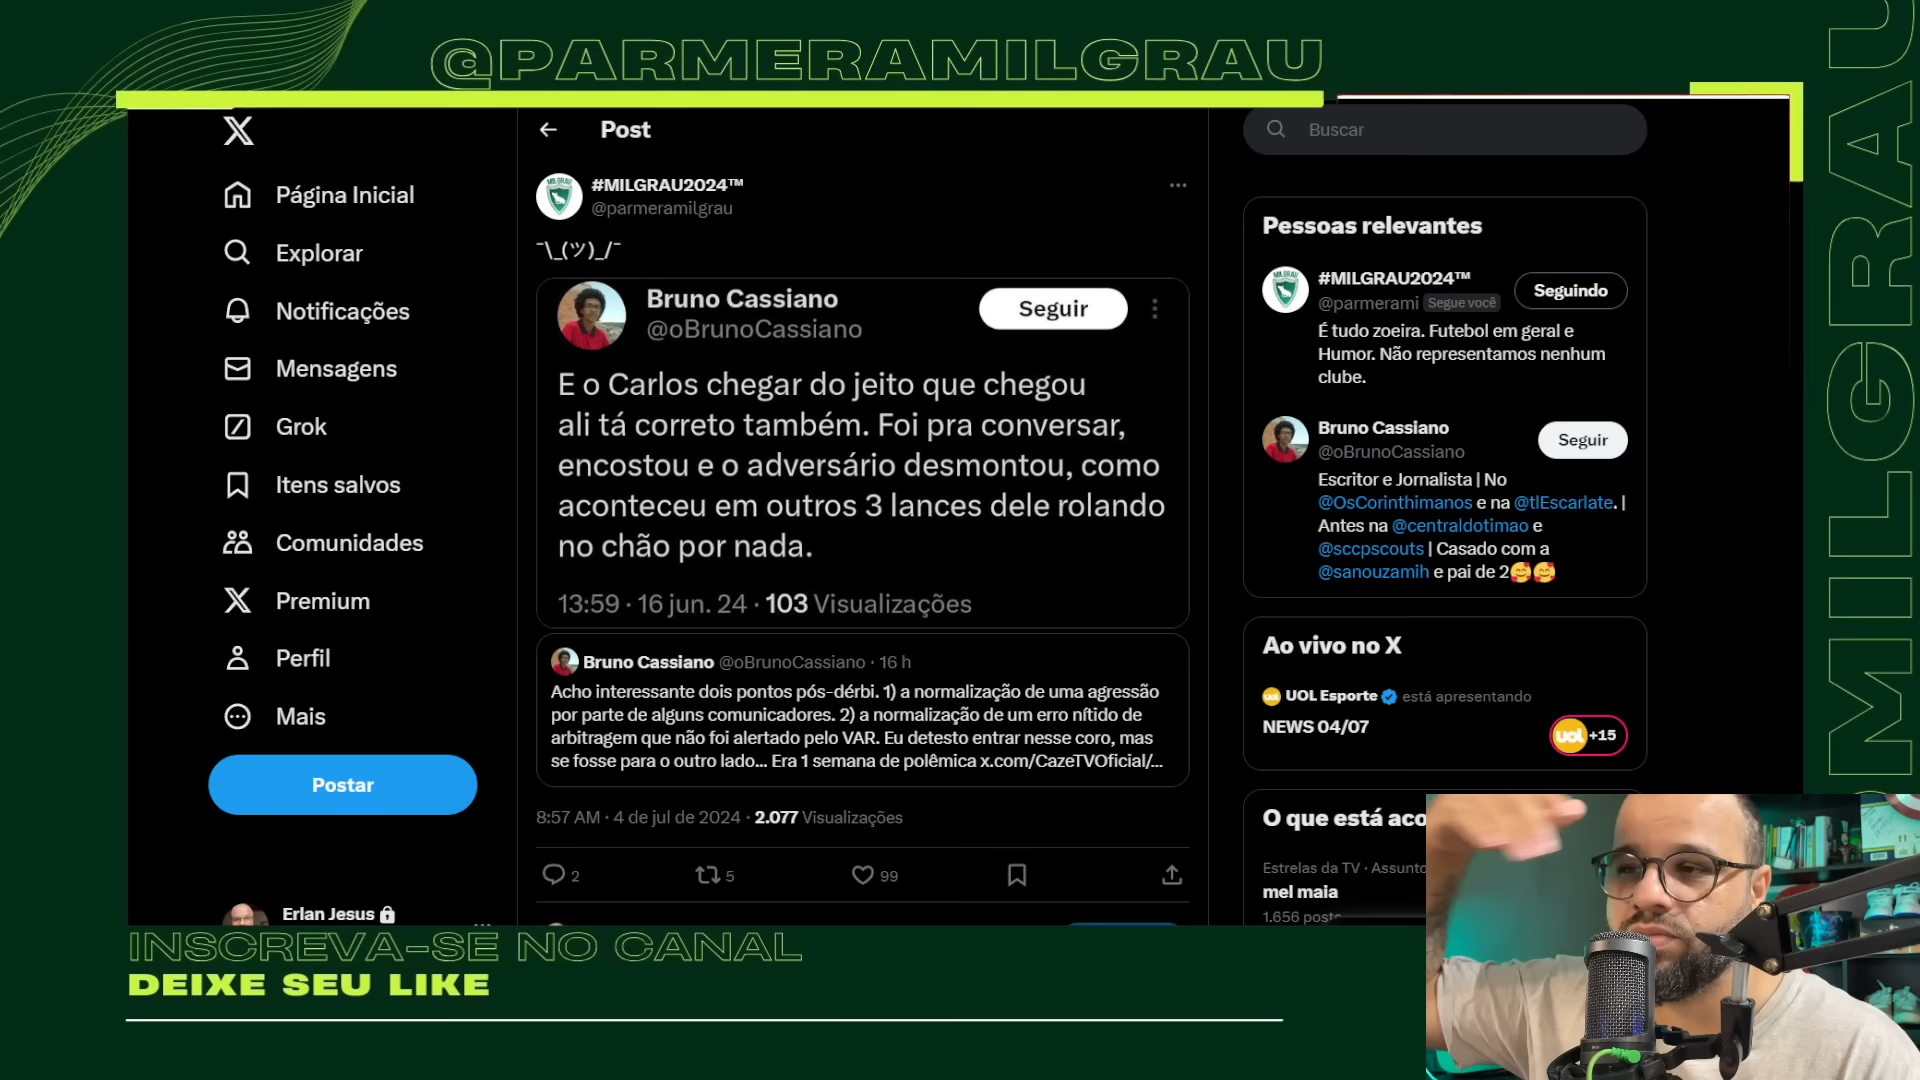 @PARMERAMILGRAU
Página Inicial
Explorar
Notificações
Mensagens
Grok
Itens salvos
Comunidades
Premium
Perfil
Mais
Postar
Erlan Jesus
Post
#MILGRAU2024™
@parmeramilgrau
¯\_(ツ)_/¯
Bruno Cassiano
@oBrunoCassiano
Seguir
E o Carlos chegar do jeito que chegou
ali tá correto também. Foi pra conversar,
encostou e o adversário desmontou, como
aconteceu em outros 3 lances dele rolando
no chão por nada.
13:59 · 16 jun. 24 · 103 Visualizações
Bruno Cassiano @oBrunoCassiano · 16 h
Acho interessante dois pontos pós-dérbi. 1) a normalização de uma agressão
por parte de alguns comunicadores. 2) a normalização de um erro nítido de
arbitragem que não foi alertado pelo VAR. Eu detesto entrar nesse coro, mas
se fosse para o outro lado... Era 1 semana de polêmica x.com/CazeTVOficial/...
8:57 AM · 4 de jul de 2024 · 2.077 Visualizações
2
5
99
Buscar
Pessoas relevantes
#MILGRAU2024™
@parmerami Segue você
Seguindo
É tudo zoeira. Futebol em geral e
Humor. Não representamos nenhum
clube.
Bruno Cassiano
@oBrunoCassiano
Seguir
Escritor e Jornalista | No
@OsCorinthimanos e na @tlEscarlate. |
Antes na @centraldotimao e
@sccpscouts | Casado com a
@sanouzamih e pai de 2🥰🥰
Ao vivo no X
UOL Esporte está apresentando
NEWS 04/07
uol +15
O que está aco
Estrelas da TV · Assunto
mel maia
1.656 posts
INSCREVA-SE NO CANAL
DEIXE SEU LIKE
MILGRAU